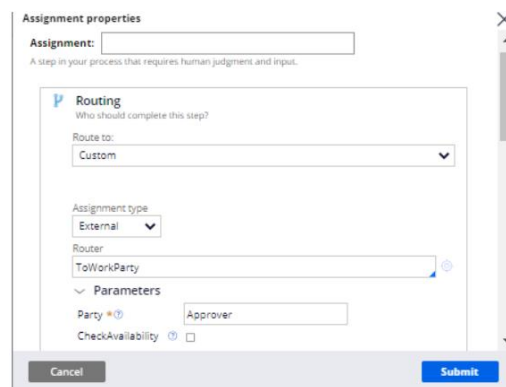 Assignment properties
Assignment:
A step in your process that requires human judgment and input.
Routing
Who should complete this step?
Route to:
Custom
Assignment type
External
Router
ToWorkParty
Parameters
Party * Approver
CheckAvailability
Cancel Submit